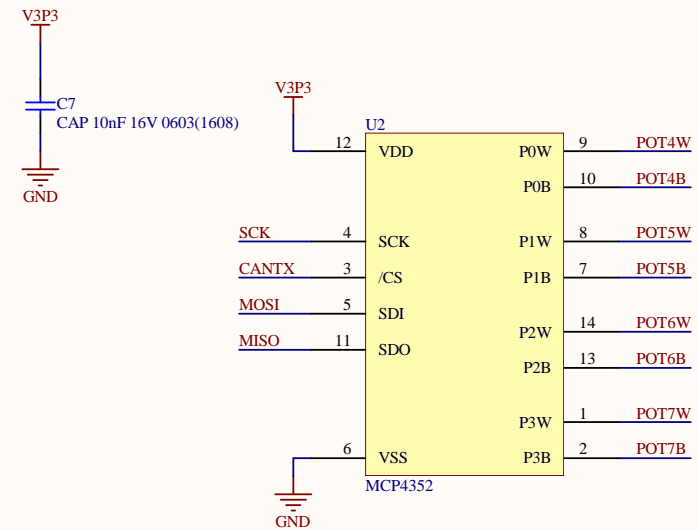 V3P3
C7
CAP 10nF 16V 0603(1608)
GND
V3P3
U2
12 VDD P0W 9 POT4W
P0B 10 POT4B
SCK 4 SCK P1W 8 POT5W
CANTX 3 /CS P1B 7 POT5B
MOSI 5 SDI
MISO 11 SDO
P2W 14 POT6W
P2B 13 POT6B
P3W 1 POT7W
6 VSS P3B 2 POT7B
MCP4352
GND